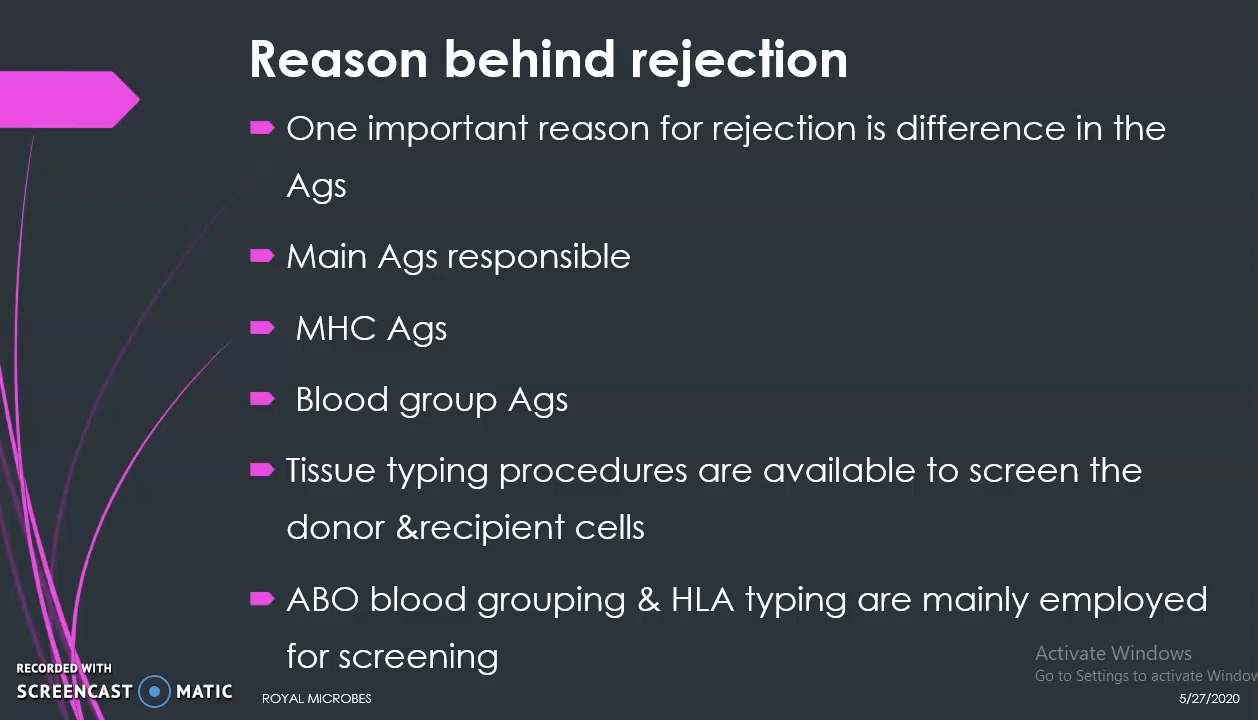 Reason behind rejection
One important reason for rejection is difference in the
Ags
Main Ags responsible
MHC Ags
Blood group Ags
Tissue typing procedures are available to screen the
donor &recipient cells
ABO blood grouping & HLA typing are mainly employed
for screening
Activate Windows
Go to Settings to activate Window
RECORDED WITH
SCREENCAST MATIC
ROYAL MICROBES
5/27/2020